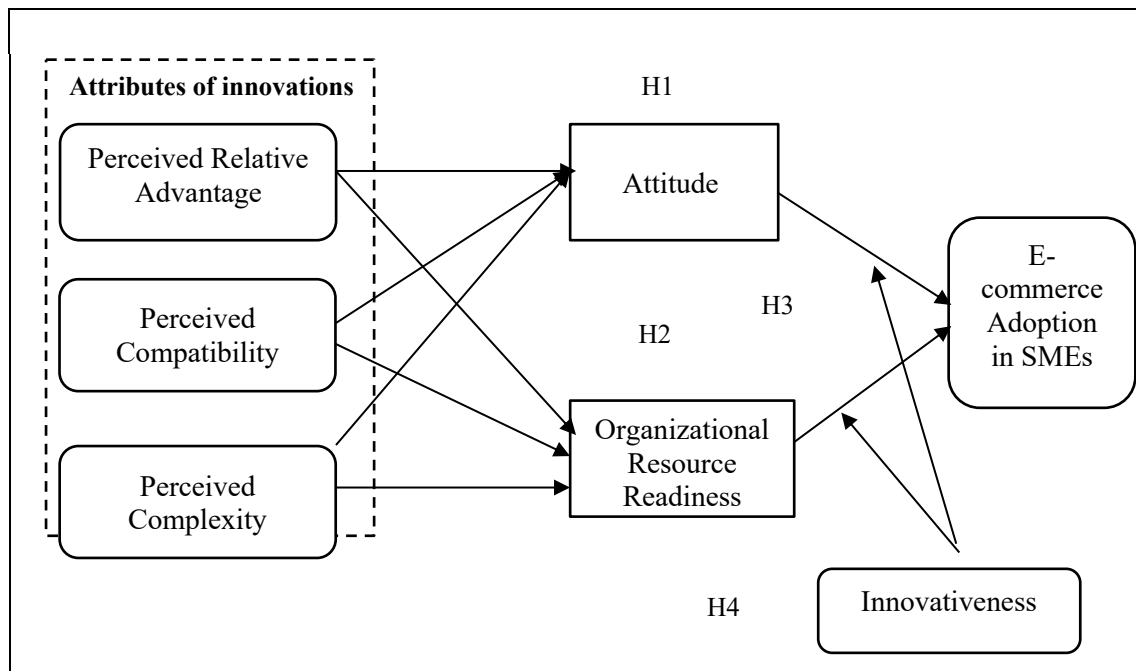 Attributes of innovations
H1
Perceived Relative
Advantage
Attitude
E-
commerce
Adoption
in SMEs
H3
H2
Perceived
Compatibility
Organizational
Resource
Readiness
Perceived
Complexity
H4
Innovativeness